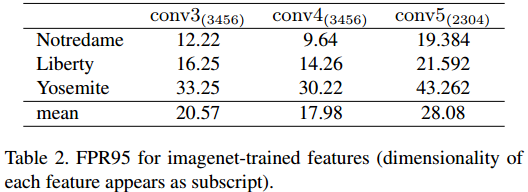 conv3(3456) conv4(3456) conv5(2304)
Notredame 12.22 9.64 19.384
Liberty 16.25 14.26 21.592
Yosemite 33.25 30.22 43.262
mean 20.57 17.98 28.08
Table 2. FPR95 for imagenet-trained features (dimensionality of
each feature appears as subscript).